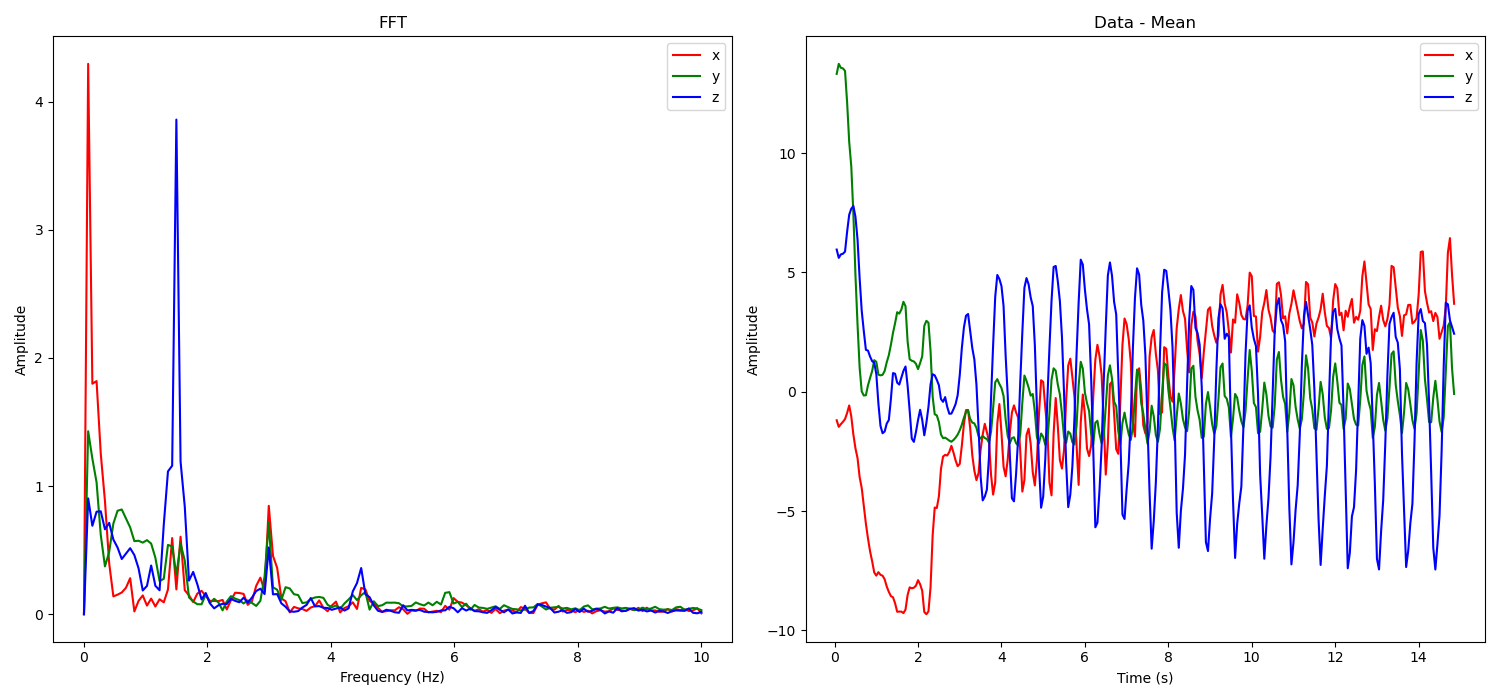 FFT
x
y
z
Amplitude
4
3
2
1
0
0 2 4 6 8 10
Frequency (Hz)
Data - Mean
x
y
z
Amplitude
10
5
0
−5
−10
0 2 4 6 8 10 12 14
Time (s)